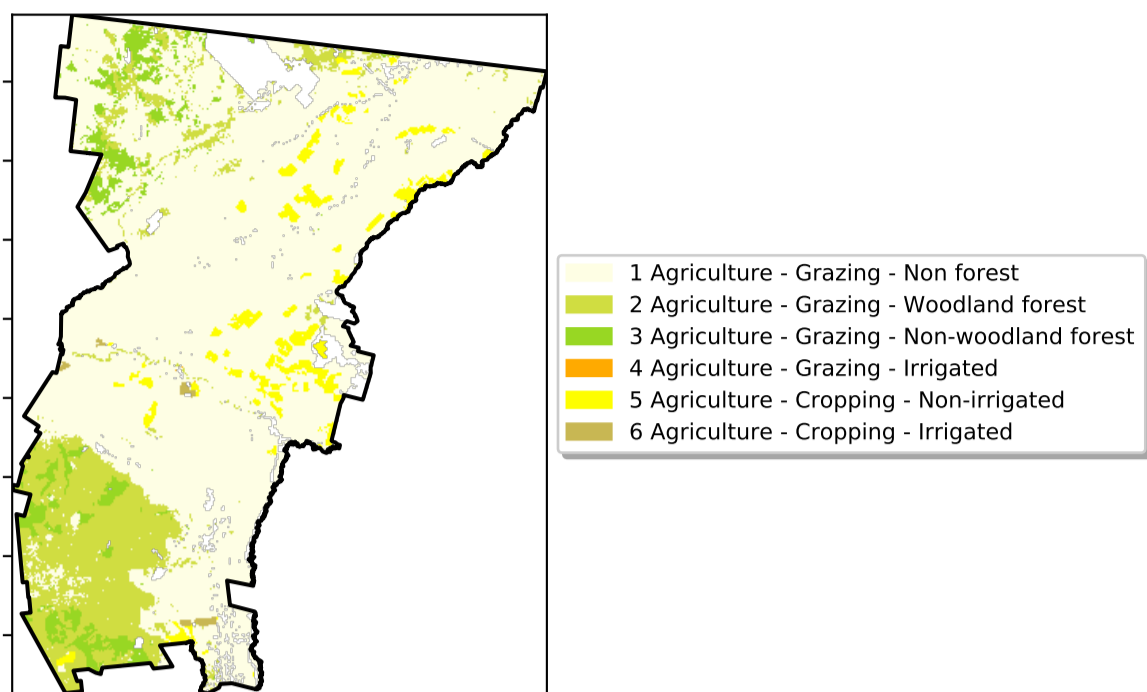 1 Agriculture - Grazing - Non forest
2 Agriculture - Grazing - Woodland forest
3 Agriculture - Grazing - Non-woodland forest
4 Agriculture - Grazing - Irrigated
5 Agriculture - Cropping - Non-irrigated
6 Agriculture - Cropping - Irrigated